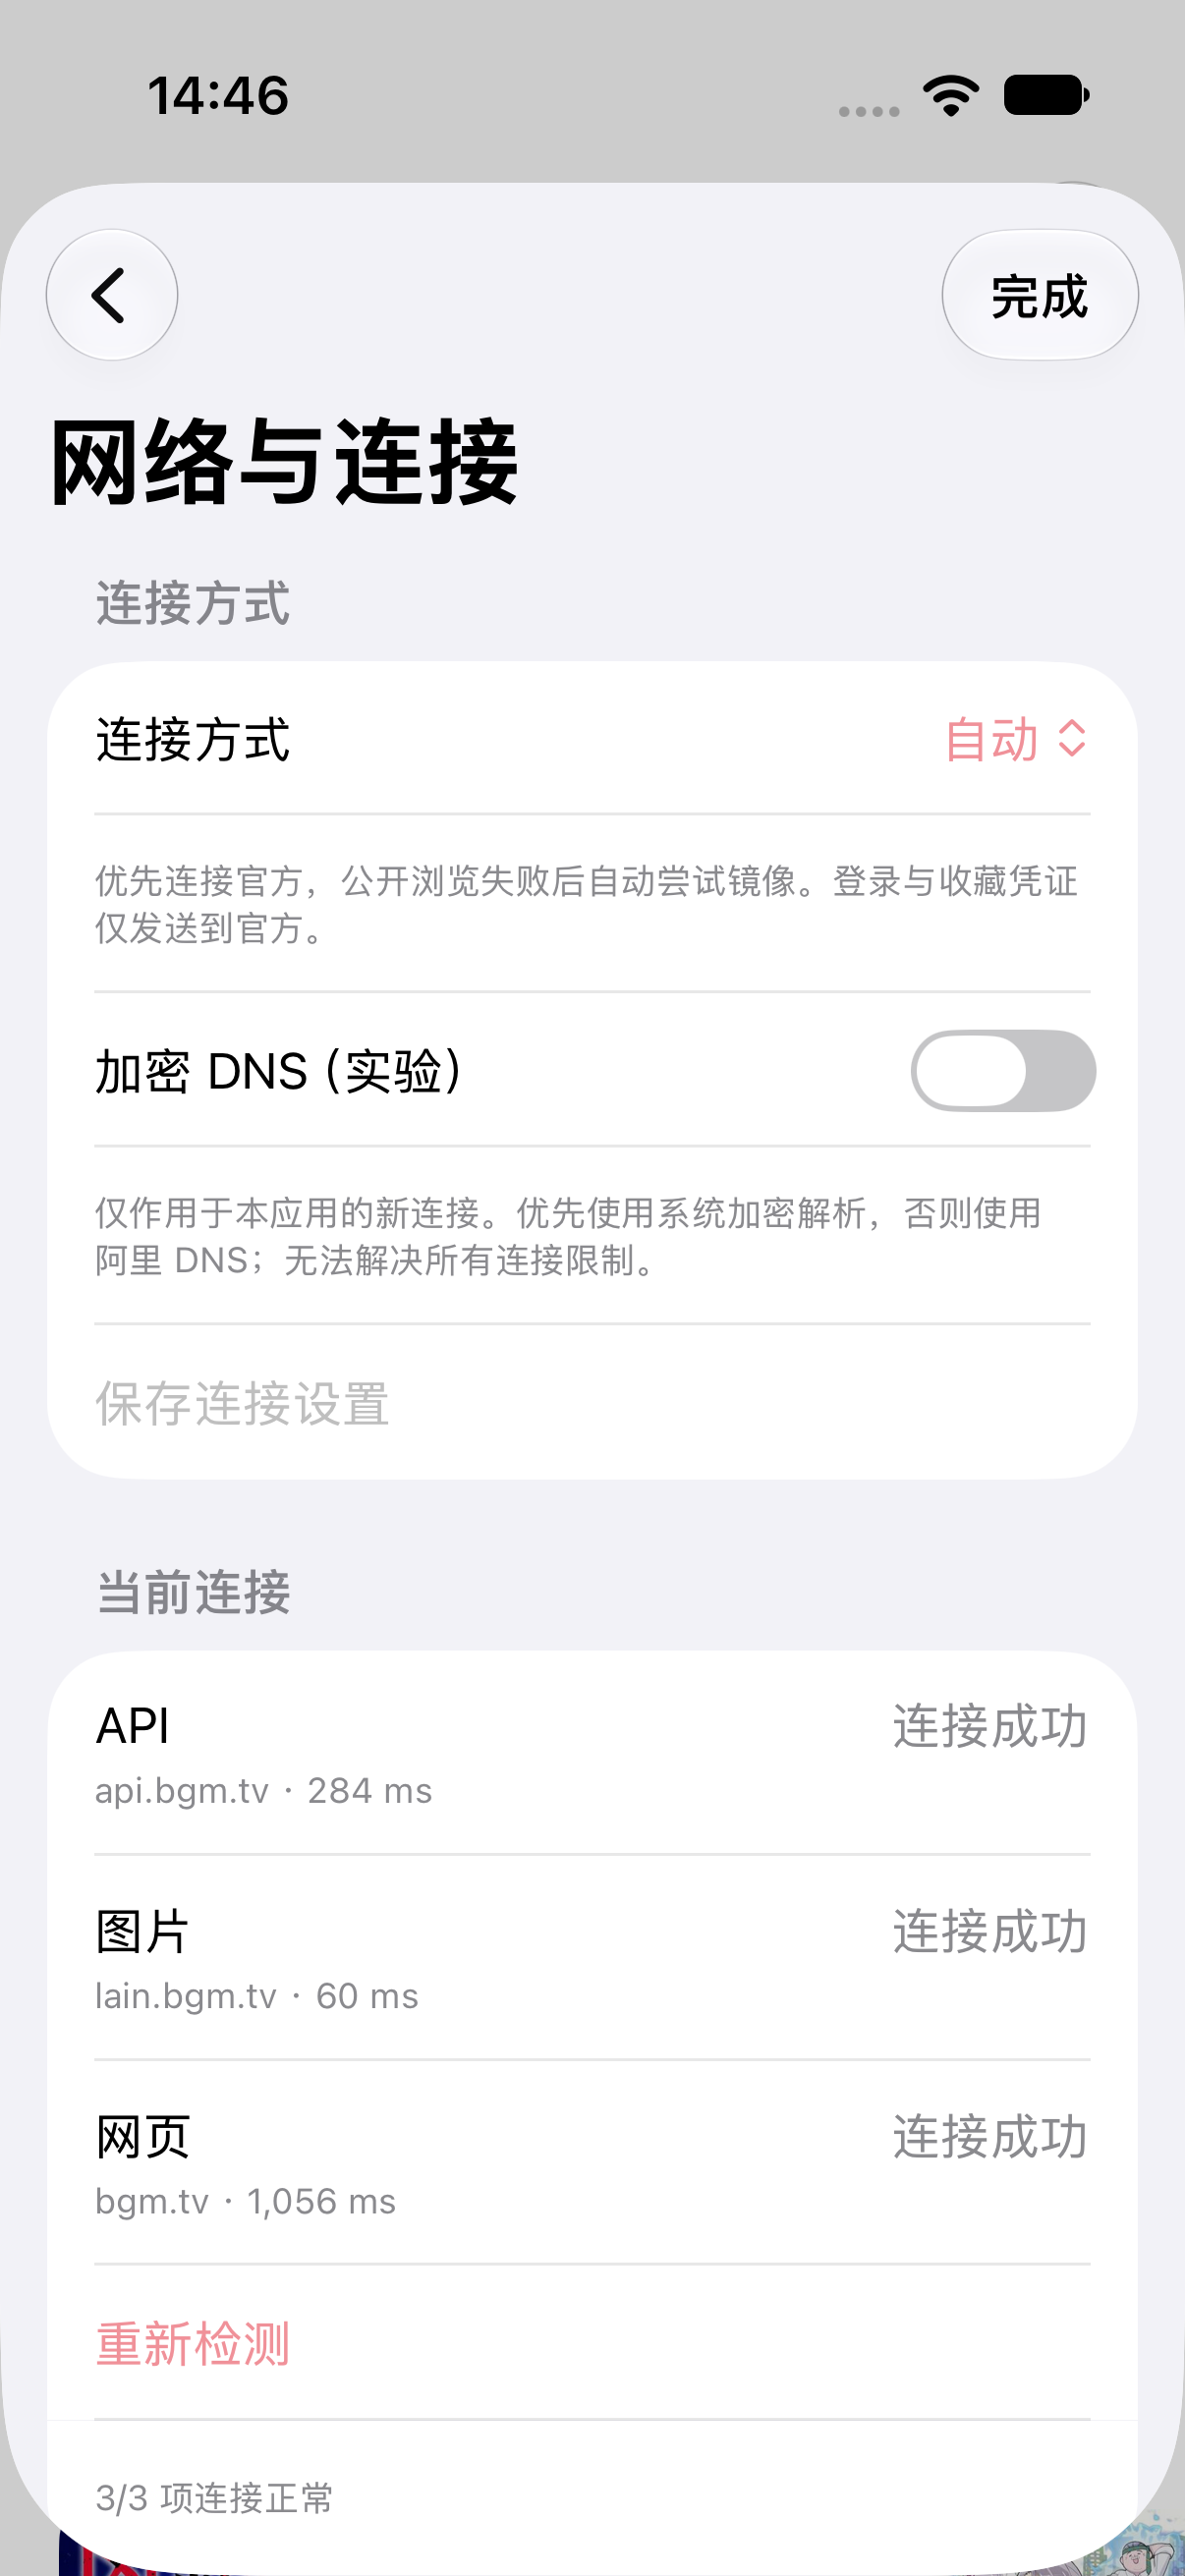 14:46
完成
网络与连接
连接方式
连接方式
自动
优先连接官方，公开浏览失败后自动尝试镜像。登录与收藏凭证
仅发送到官方。
加密 DNS（实验）
仅作用于本应用的新连接。优先使用系统加密解析，否则使用
阿里 DNS；无法解决所有连接限制。
保存连接设置
当前连接
API
连接成功
api.bgm.tv · 284 ms
图片
连接成功
lain.bgm.tv · 60 ms
网页
连接成功
bgm.tv · 1,056 ms
重新检测
3/3 项连接正常